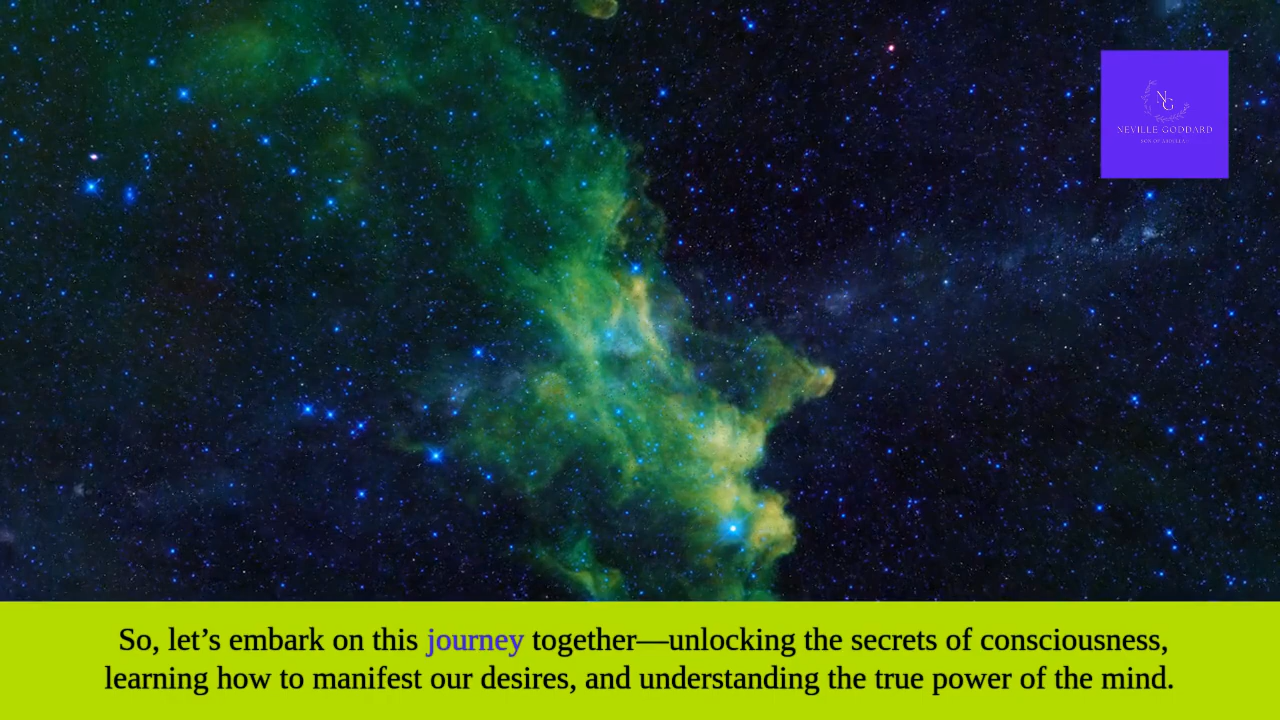 NG
NEVILLE GODDARD
So, let’s embark on this journey together—unlocking the secrets of consciousness,
learning how to manifest our desires, and understanding the true power of the mind.